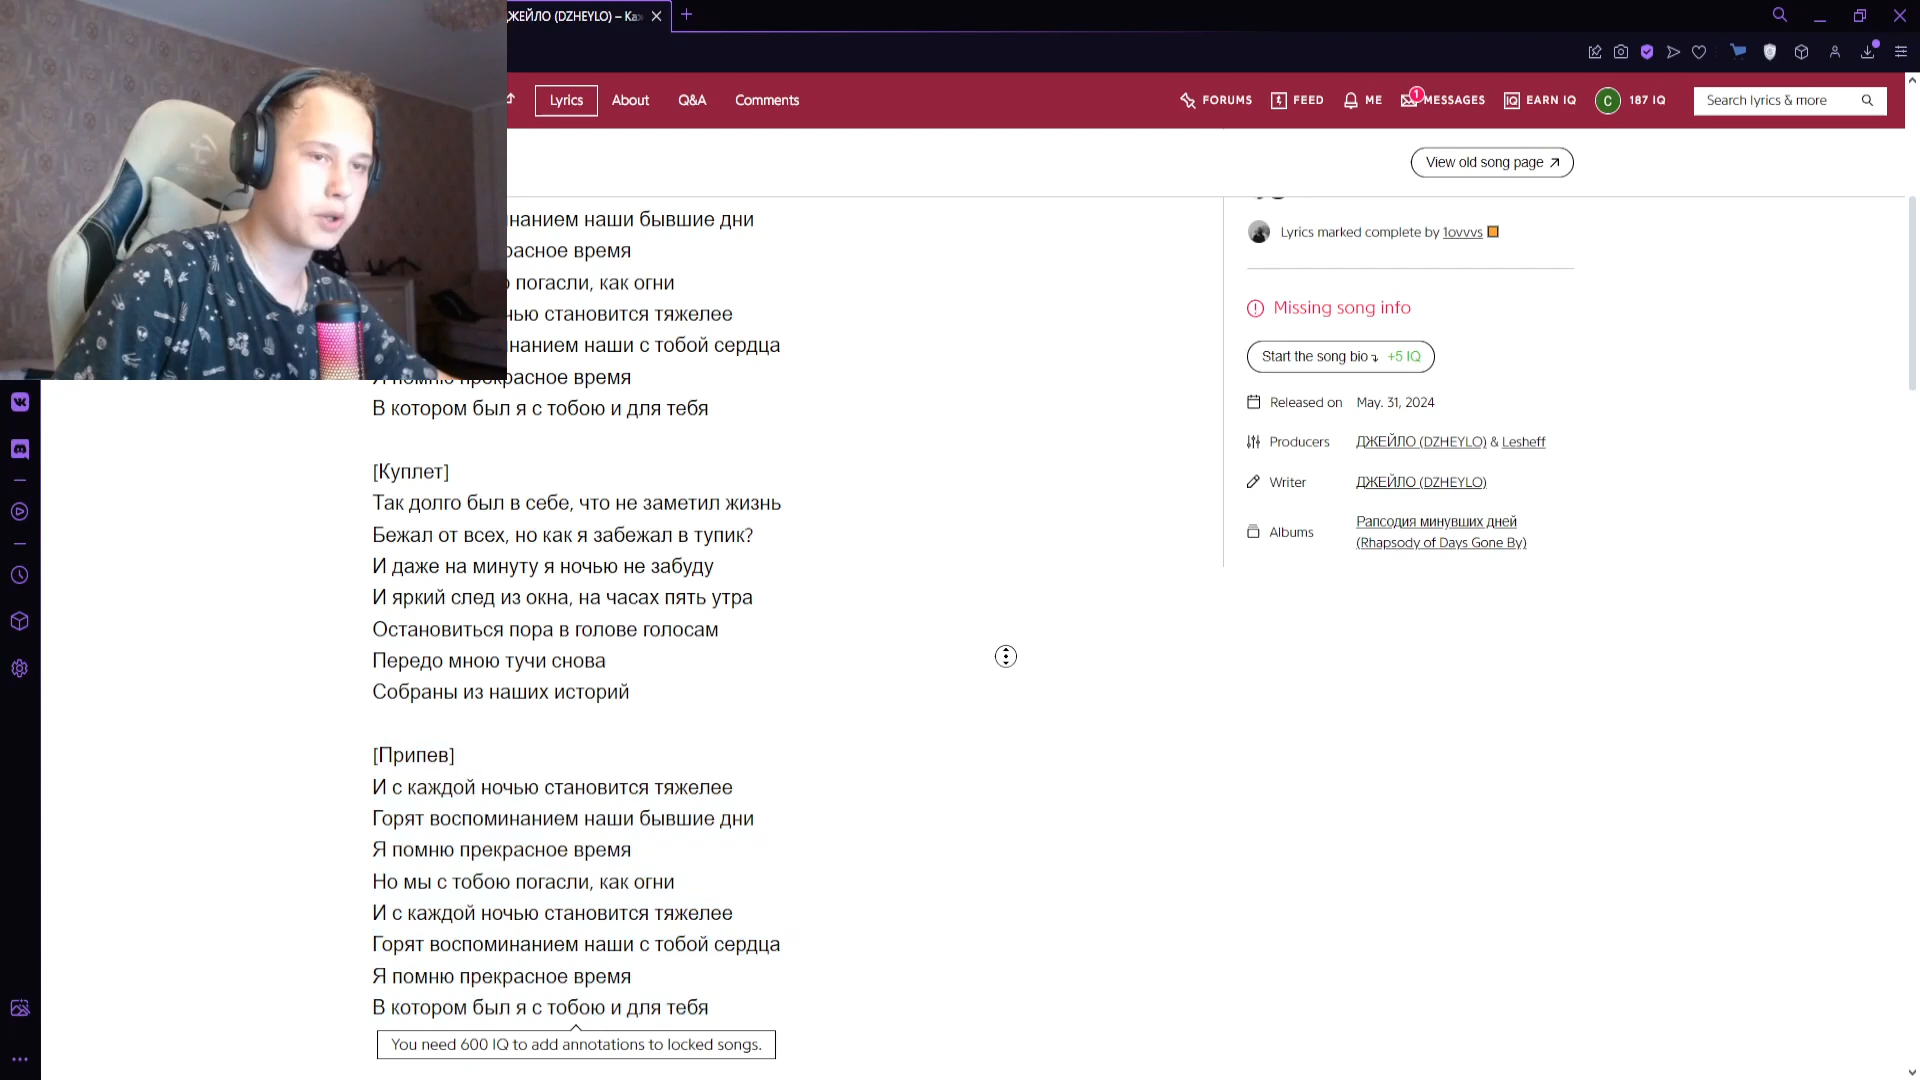 ЖЕЙЛО (DZHEYLO) – Ка
Lyrics
About
Q&A
Comments
FORUMS
FEED
ME
1
MESSAGES
IQ EARN IQ
C
187 IQ
Search lyrics & more
View old song page
нанием наши бывшие дни
расное время
погасли, как огни
нью становится тяжелее
нанием наши с тобой сердца
Я помню прекрасное время
В котором был я с тобою и для тебя
[Куплет]
Так долго был в себе, что не заметил жизнь
Бежал от всех, но как я забежал в тупик?
И даже на минуту я ночью не забуду
И яркий след из окна, на часах пять утра
Остановиться пора в голове голосам
Передо мною тучи снова
Собраны из наших историй
[Припев]
И с каждой ночью становится тяжелее
Горят воспоминанием наши бывшие дни
Я помню прекрасное время
Но мы с тобою погасли, как огни
И с каждой ночью становится тяжелее
Горят воспоминанием наши с тобой сердца
Я помню прекрасное время
В котором был я с тобою и для тебя
You need 600 IQ to add annotations to locked songs.
Lyrics marked complete by 1ovvvs
Missing song info
Start the song bio +5 IQ
Released on May. 31, 2024
Producers ДЖЕЙЛО (DZHEYLO) & Lesheff
Writer ДЖЕЙЛО (DZHEYLO)
Albums Рапсодия минувших дней
(Rhapsody of Days Gone By)